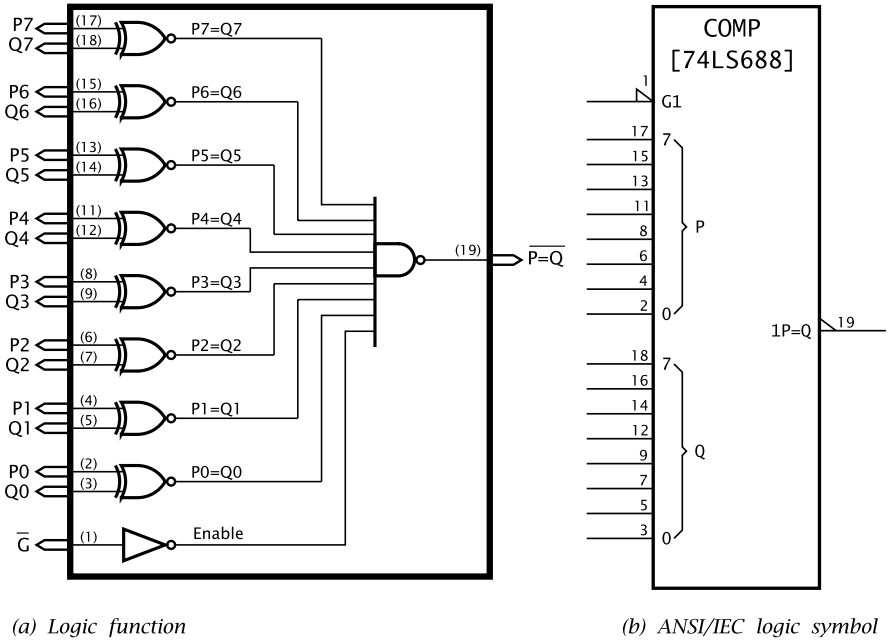 P7 (17) P7=Q7
Q7 (18)
P6 (15) P6=Q6
Q6 (16)
P5 (13) P5=Q5
Q5 (14)
P4 (11) P4=Q4
Q4 (12)
(19) P=Q
P3 (8) P3=Q3
Q3 (9)
P2 (6) P2=Q2
Q2 (7)
P1 (4) P1=Q1
Q1 (5)
P0 (2) P0=Q0
Q0 (3)
G (1) Enable
(a) Logic function
COMP
[74LS688]
1 G1
17 7
15
13
11
P
8
6
4
2 0
1P=Q 19
18 7
16
14
12
Q
9
7
5
3 0
(b) ANSI/IEC logic symbol